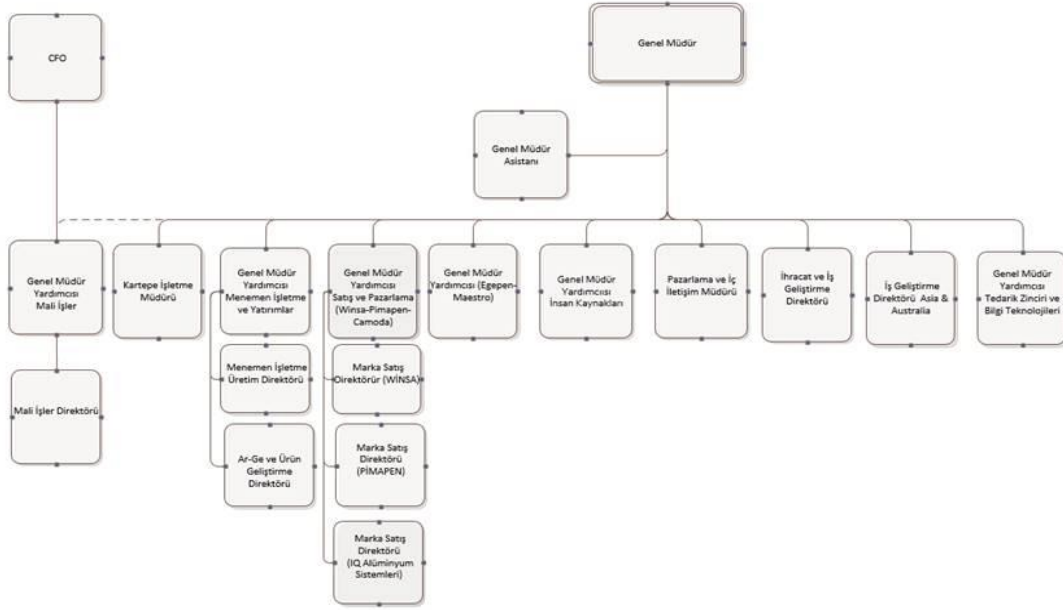 CFO
Genel Müdür
Genel Müdür
Asistanı
Genel Müdür
Yardımcısı
Mali İşler
Kartepe İşletme
Müdürü
Genel Müdür
Yardımcısı
Menemen İşletme
ve Yatırımlar
Genel Müdür
Yardımcısı
Satış ve Pazarlama
(Winsa-Pimapen-
Camoda)
Genel Müdür
Yardımcısı (Egepen-
Maestro)
Genel Müdür
Yardımcısı
İnsan Kaynakları
Pazarlama ve İç
İletişim Müdürü
İhracat ve İş
Geliştirme
Direktörü
İş Geliştirme
Direktörü Asia &
Australia
Genel Müdür
Yardımcısı
Tedarik Zinciri ve
Bilgi Teknolojileri
Mali İşler Direktörü
Menemen İşletme
Üretim Direktörü
Marka Satış
Direktörür (WİNSA)
Ar-Ge ve Ürün
Geliştirme
Direktörü
Marka Satış
Direktörü
(PİMAPEN)
Marka Satış
Direktörü
(IQ Alüminyum
Sistemleri)